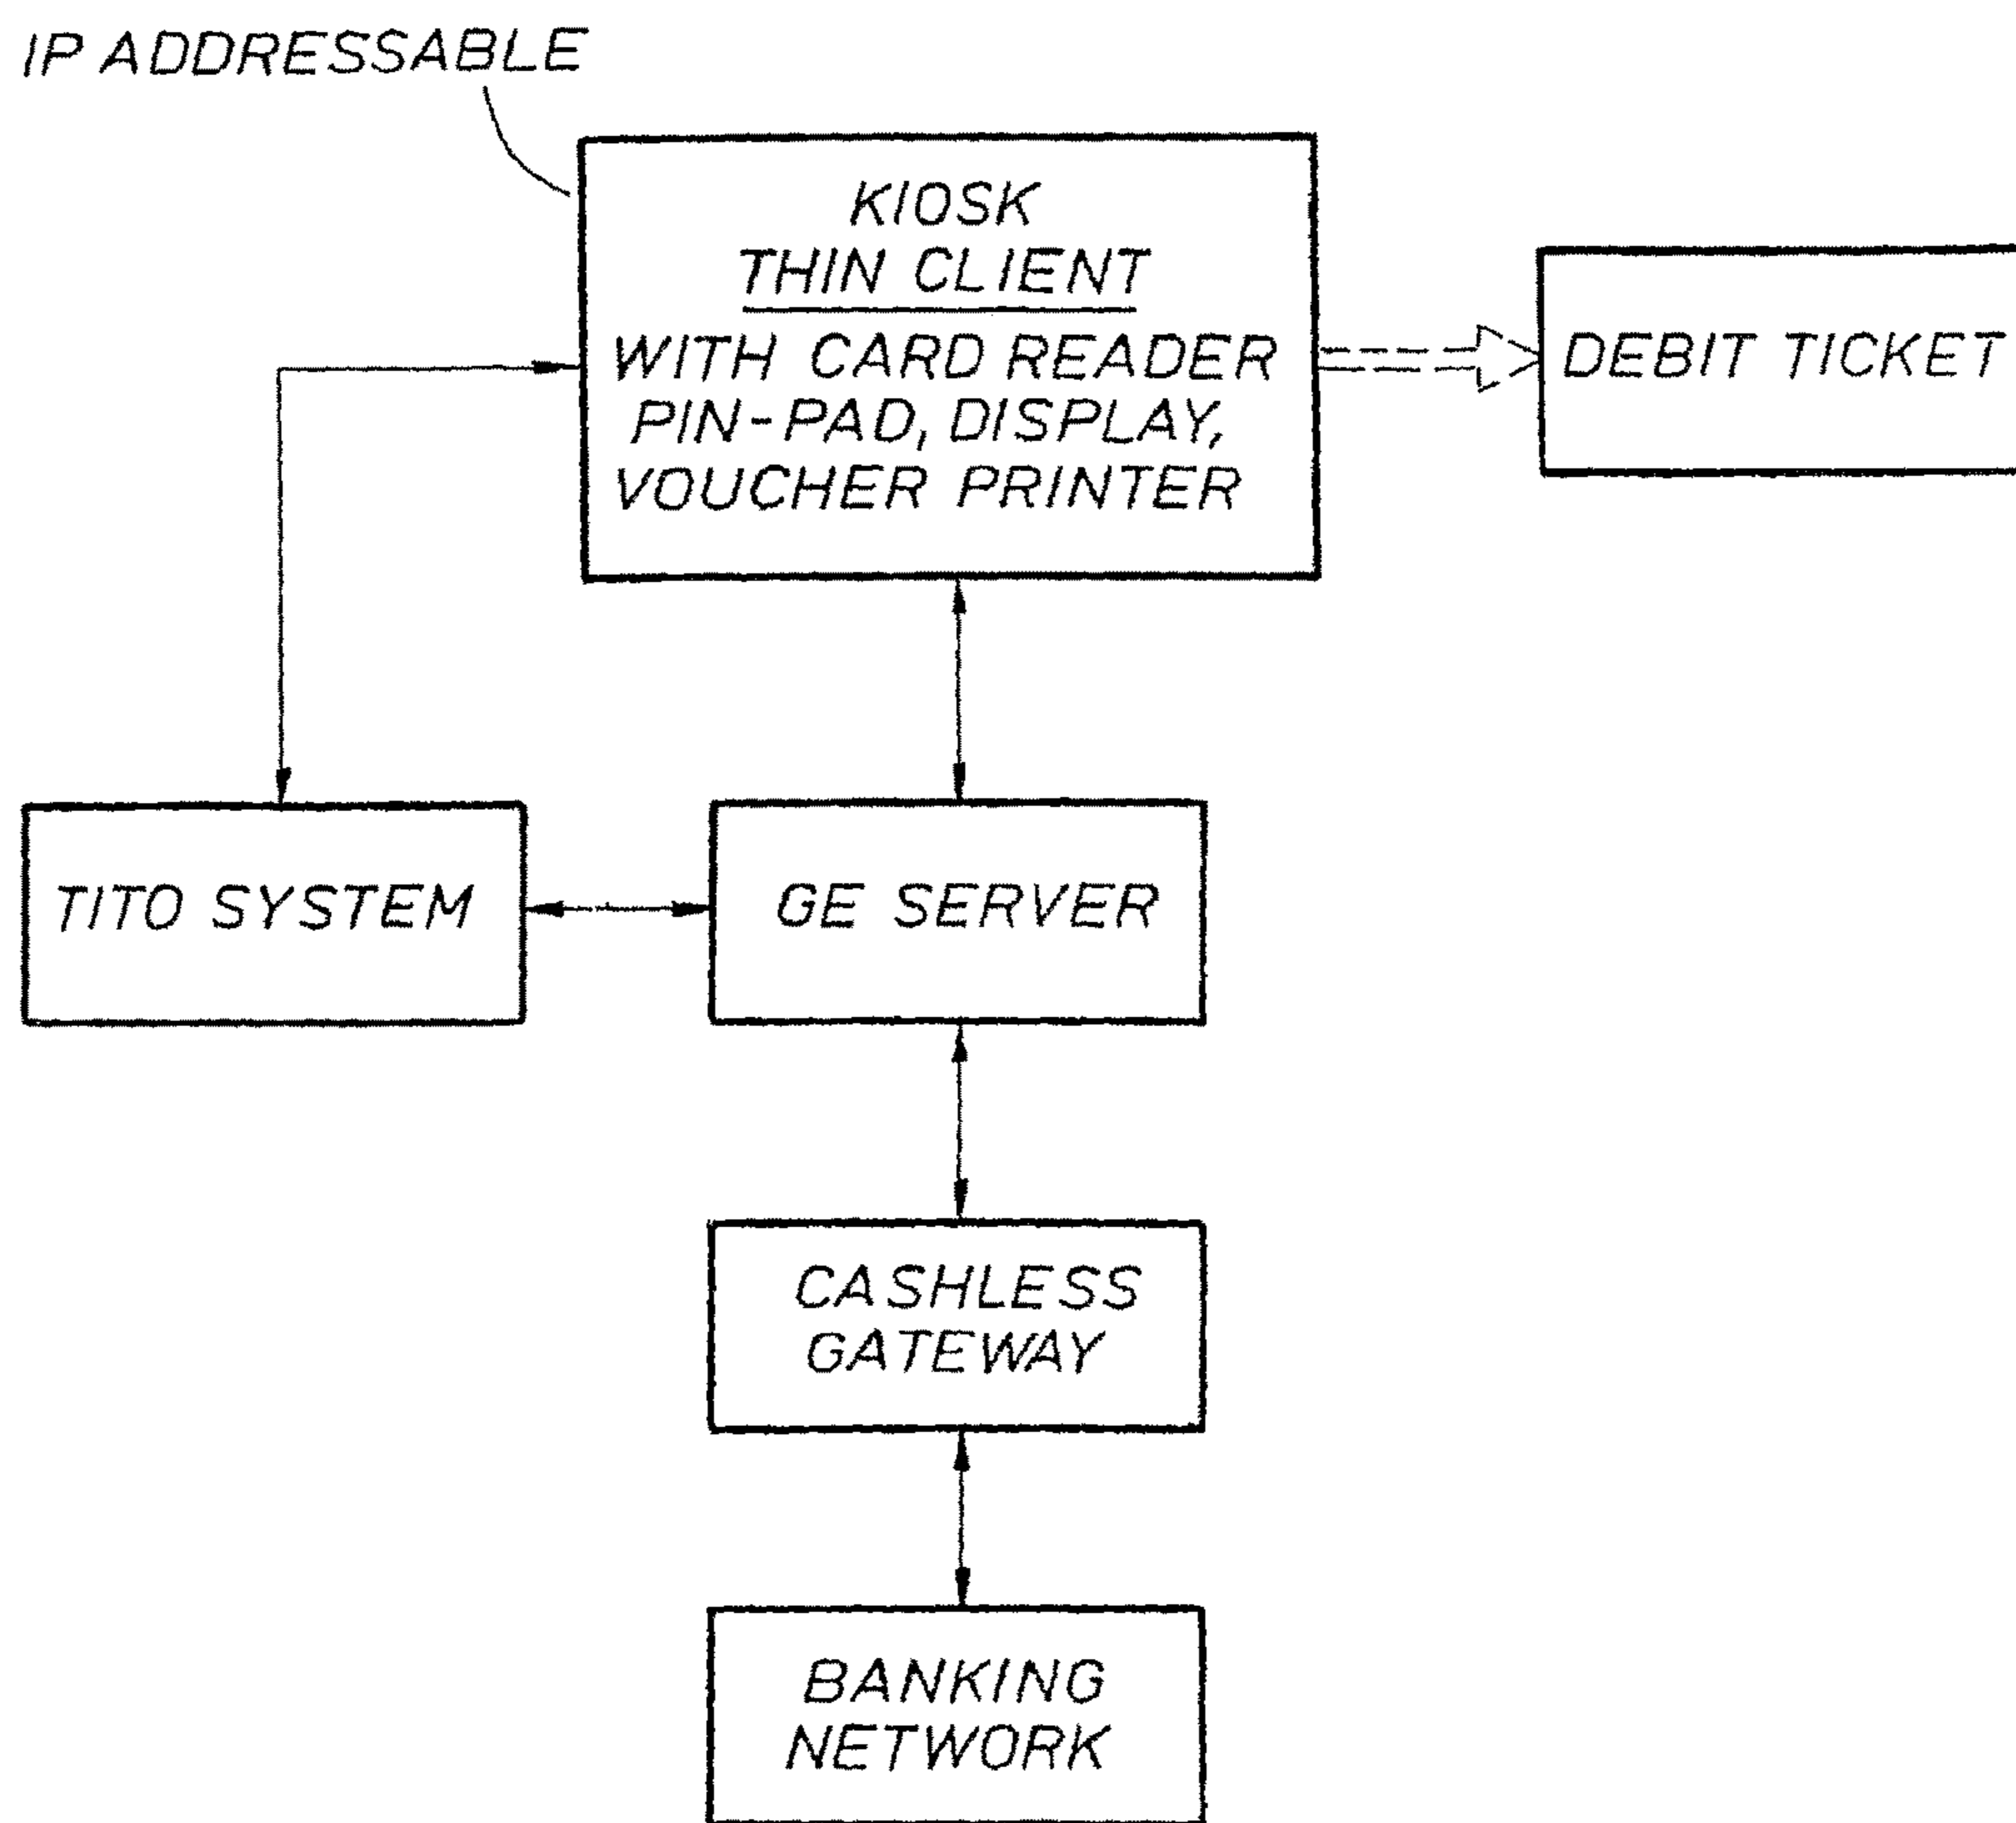 IP ADDRESSABLE
KIOSK
THIN CLIENT
WITH CARD READER
PIN-PAD, DISPLAY,
VOUCHER PRINTER
DEBIT TICKET
TITO SYSTEM
GE SERVER
CASHLESS
GATEWAY
BANKING
NETWORK